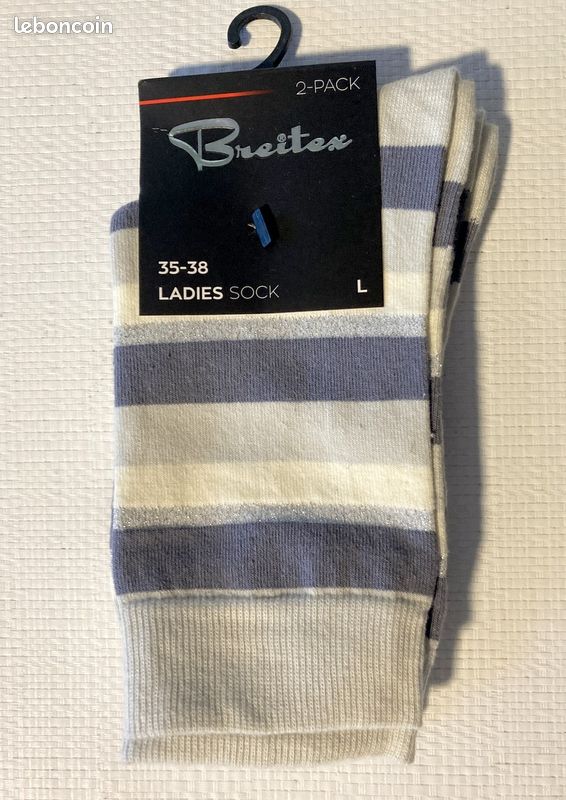 leboncoin
2-PACK
Breitex
35-38
LADIES SOCK L